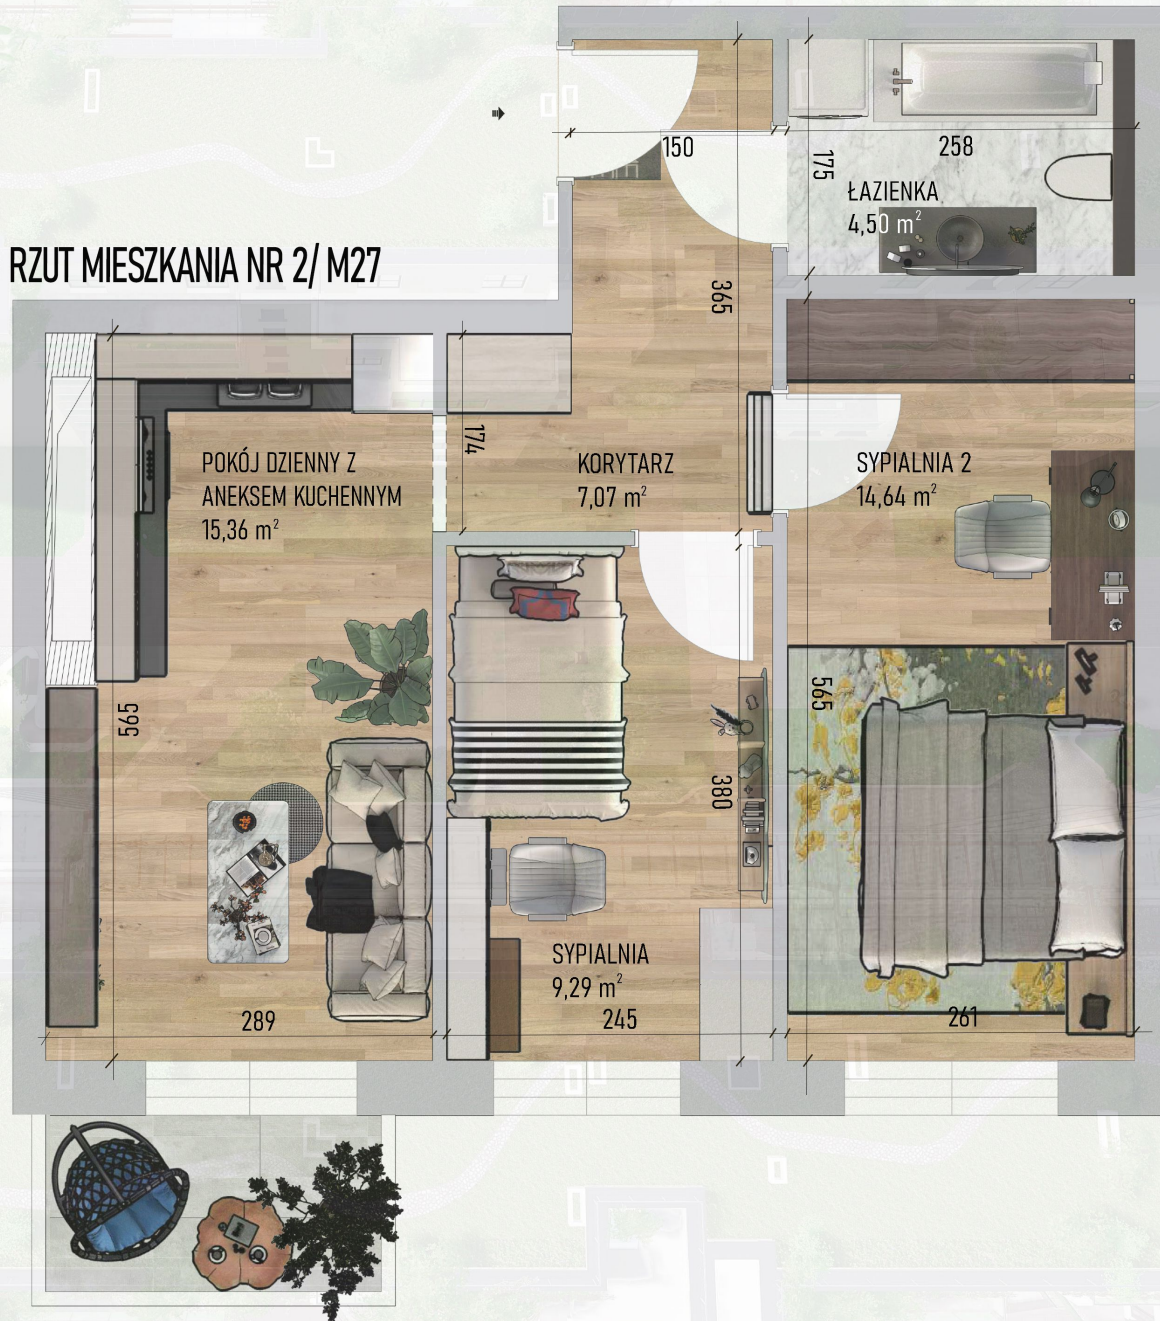 150
258
175
ŁAZIENKA
4,50 m²
RZUT MIESZKANIA NR 2/ M27
365
174
POKÓJ DZIENNY Z
ANEKSEM KUCHENNYM
15,36 m²
KORYTARZ
7,07 m²
SYPIALNIA 2
14,64 m²
565
565
380
SYPIALNIA
9,29 m²
289
245
261